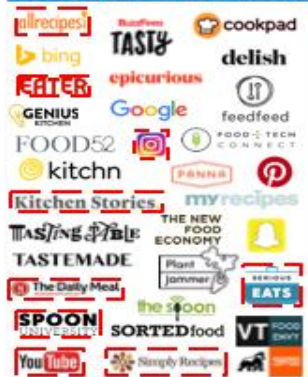 allrecipes!
BuzzFeed
TASTY
cookpad
bing
delish
EATER
epicurious
GENIUS
KITCHEN
Google
feedfeed
FOOD52
FOOD+TECH
CONNECT
kitchn
PANNA
Kitchen Stories
myrecipes
TASTING TABLE
THE NEW
FOOD
ECONOMY
TASTEMADE
Plant
Jammer
The Daily Meal
SERIOUS
EATS
the spoon
SPOON
UNIVERSITY
SORTEDfood
VT
FOOD
ENVY
YouTube
Simply Recipes